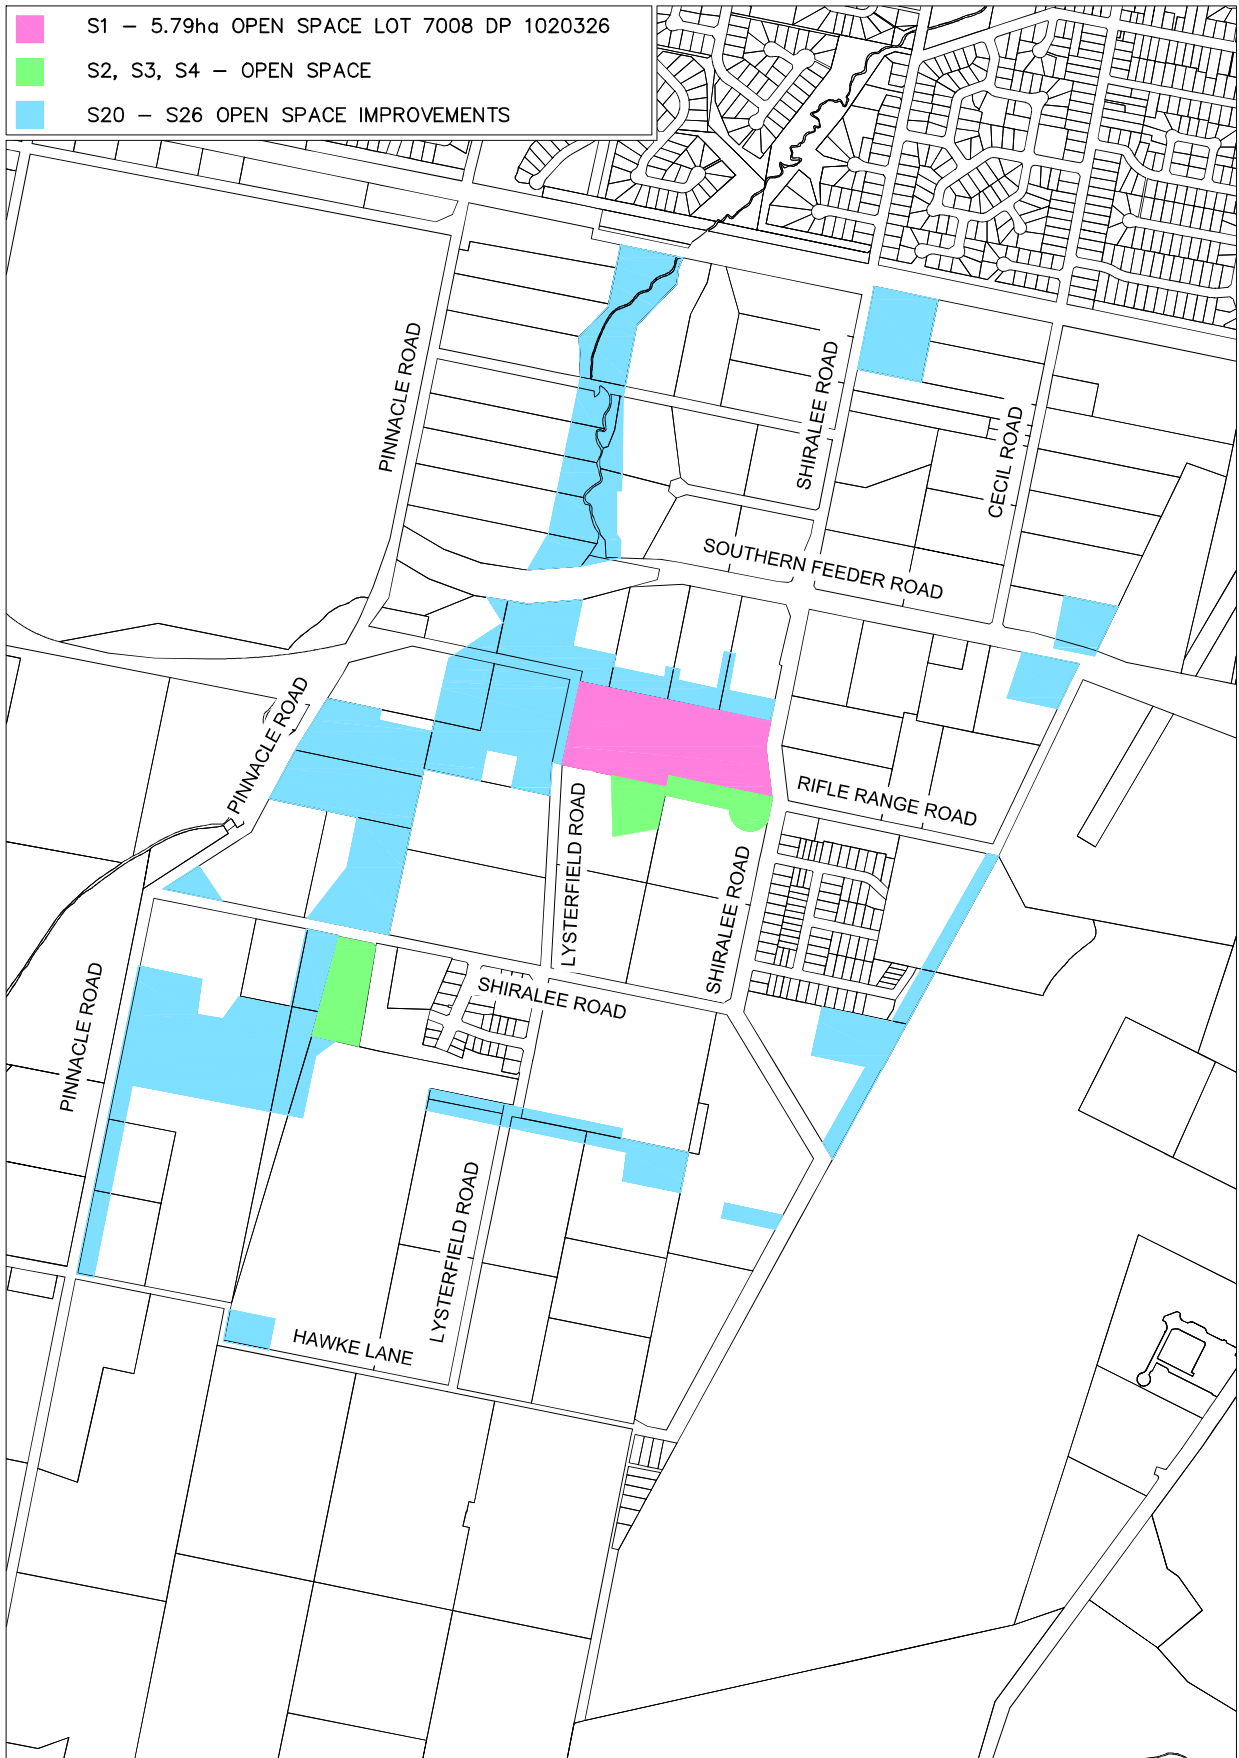 S1 – 5.79ha OPEN SPACE LOT 7008 DP 1020326
S2, S3, S4 – OPEN SPACE
S20 – S26 OPEN SPACE IMPROVEMENTS
PINNACLE ROAD
SHIRALEE ROAD
CECIL ROAD
SOUTHERN FEEDER ROAD
PINNACLE ROAD
RIFLE RANGE ROAD
LYSTERFIELD ROAD
SHIRALEE ROAD
SHIRALEE ROAD
PINNACLE ROAD
LYSTERFIELD ROAD
HAWKE LANE